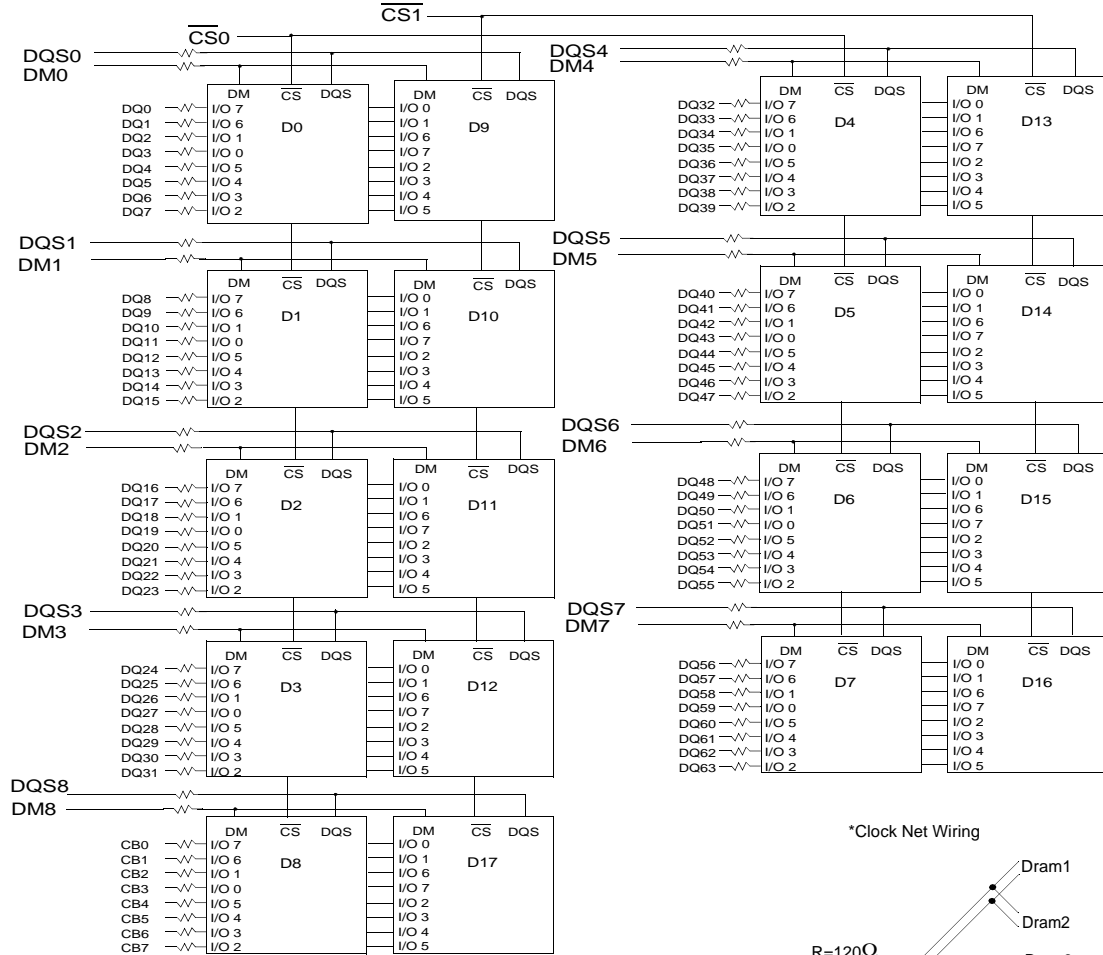 CS1
CS0
DQS0
DM0
DM CS DQS
DQ0 I/O 7
DQ1 I/O 6
DQ2 I/O 1
DQ3 I/O 0
DQ4 I/O 5
DQ5 I/O 4
DQ6 I/O 3
DQ7 I/O 2
D0
DM CS DQS
I/O 0
I/O 1
I/O 6
I/O 7
I/O 2
I/O 3
I/O 4
I/O 5
D9
DQS1
DM1
DM CS DQS
DQ8 I/O 7
DQ9 I/O 6
DQ10 I/O 1
DQ11 I/O 0
DQ12 I/O 5
DQ13 I/O 4
DQ14 I/O 3
DQ15 I/O 2
D1
DM CS DQS
I/O 0
I/O 1
I/O 6
I/O 7
I/O 2
I/O 3
I/O 4
I/O 5
D10
DQS2
DM2
DM CS DQS
DQ16 I/O 7
DQ17 I/O 6
DQ18 I/O 1
DQ19 I/O 0
DQ20 I/O 5
DQ21 I/O 4
DQ22 I/O 3
DQ23 I/O 2
D2
DM CS DQS
I/O 0
I/O 1
I/O 6
I/O 7
I/O 2
I/O 3
I/O 4
I/O 5
D11
DQS3
DM3
DM CS DQS
DQ24 I/O 7
DQ25 I/O 6
DQ26 I/O 1
DQ27 I/O 0
DQ28 I/O 5
DQ29 I/O 4
DQ30 I/O 3
DQ31 I/O 2
D3
DM CS DQS
I/O 0
I/O 1
I/O 6
I/O 7
I/O 2
I/O 3
I/O 4
I/O 5
D12
DQS8
DM8
DM CS DQS
CB0 I/O 7
CB1 I/O 6
CB2 I/O 1
CB3 I/O 0
CB4 I/O 5
CB5 I/O 4
CB6 I/O 3
CB7 I/O 2
D8
DM CS DQS
I/O 0
I/O 1
I/O 6
I/O 7
I/O 2
I/O 3
I/O 4
I/O 5
D17
DQS4
DM4
DM CS DQS
DQ32 I/O 7
DQ33 I/O 6
DQ34 I/O 1
DQ35 I/O 0
DQ36 I/O 5
DQ37 I/O 4
DQ38 I/O 3
DQ39 I/O 2
D4
DM CS DQS
I/O 0
I/O 1
I/O 6
I/O 7
I/O 2
I/O 3
I/O 4
I/O 5
D13
DQS5
DM5
DM CS DQS
DQ40 I/O 7
DQ41 I/O 6
DQ42 I/O 1
DQ43 I/O 0
DQ44 I/O 5
DQ45 I/O 4
DQ46 I/O 3
DQ47 I/O 2
D5
DM CS DQS
I/O 0
I/O 1
I/O 6
I/O 7
I/O 2
I/O 3
I/O 4
I/O 5
D14
DQS6
DM6
DM CS DQS
DQ48 I/O 7
DQ49 I/O 6
DQ50 I/O 1
DQ51 I/O 0
DQ52 I/O 5
DQ53 I/O 4
DQ54 I/O 3
DQ55 I/O 2
D6
DM CS DQS
I/O 0
I/O 1
I/O 6
I/O 7
I/O 2
I/O 3
I/O 4
I/O 5
D15
DQS7
DM7
DM CS DQS
DQ56 I/O 7
DQ57 I/O 6
DQ58 I/O 1
DQ59 I/O 0
DQ60 I/O 5
DQ61 I/O 4
DQ62 I/O 3
DQ63 I/O 2
D7
DM CS DQS
I/O 0
I/O 1
I/O 6
I/O 7
I/O 2
I/O 3
I/O 4
I/O 5
D16
*Clock Net Wiring
Dram1
Dram2
R=120Ω